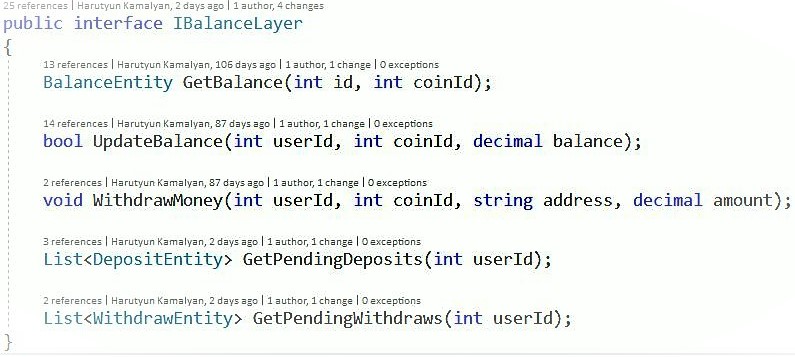 25 references | Harutyun Kamalyan, 2 days ago | 1 author, 4 changes
public interface IBalanceLayer
{
13 references | Harutyun Kamalyan, 106 days ago | 1 author, 1 change | 0 exceptions
BalanceEntity GetBalance(int id, int coinId);
14 references | Harutyun Kamalyan, 87 days ago | 1 author, 1 change | 0 exceptions
bool UpdateBalance(int userId, int coinId, decimal balance);
2 references | Harutyun Kamalyan, 87 days ago | 1 author, 1 change | 0 exceptions
void WithdrawMoney(int userId, int coinId, string address, decimal amount);
3 references | Harutyun Kamalyan, 2 days ago | 1 author, 1 change | 0 exceptions
List<DepositEntity> GetPendingDeposits(int userId);
2 references | Harutyun Kamalyan, 2 days ago | 1 author, 1 change | 0 exceptions
List<WithdrawEntity> GetPendingWithdraws(int userId);
}